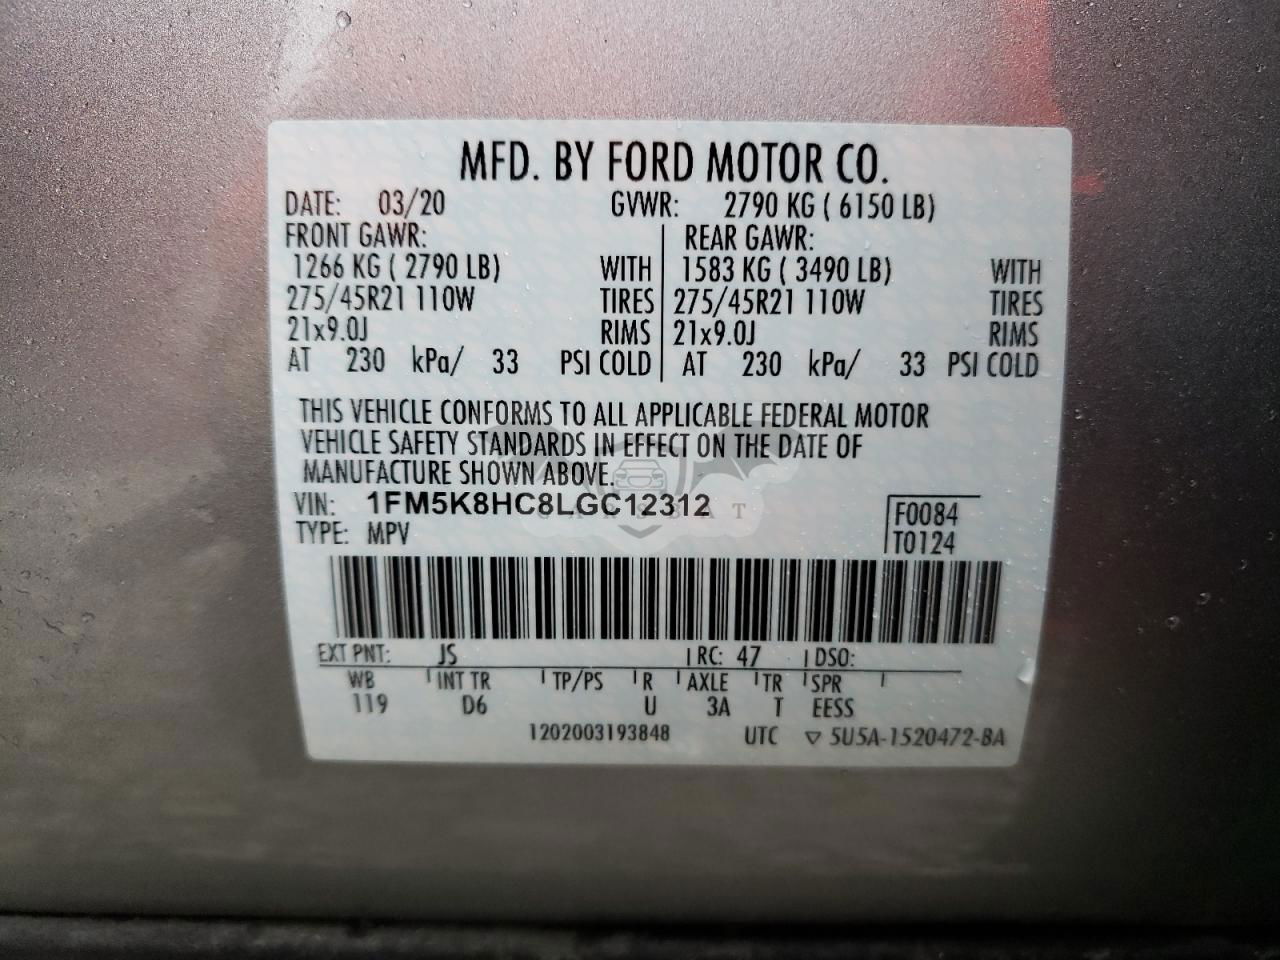 MFD. BY FORD MOTOR CO.
DATE: 03/20 GVWR: 2790 KG ( 6150 LB)
FRONT GAWR: REAR GAWR:
1266 KG ( 2790 LB) WITH 1583 KG ( 3490 LB) WITH
275/45R21 110W TIRES 275/45R21 110W TIRES
21x9.0J RIMS 21x9.0J RIMS
AT 230 kPa/ 33 PSI COLD AT 230 kPa/ 33 PSI COLD
THIS VEHICLE CONFORMS TO ALL APPLICABLE FEDERAL MOTOR
VEHICLE SAFETY STANDARDS IN EFFECT ON THE DATE OF
MANUFACTURE SHOWN ABOVE.
VIN: 1FM5K8HC8LGC12312
F0084
TYPE: MPV
T0124
EXT PNT: JS RC: 47 DSO:
WB INT TR TP/PS R AXLE TR SPR
119 D6 U 3A T EESS
1202003193848 UTC ▽ 5U5A-1520472-BA